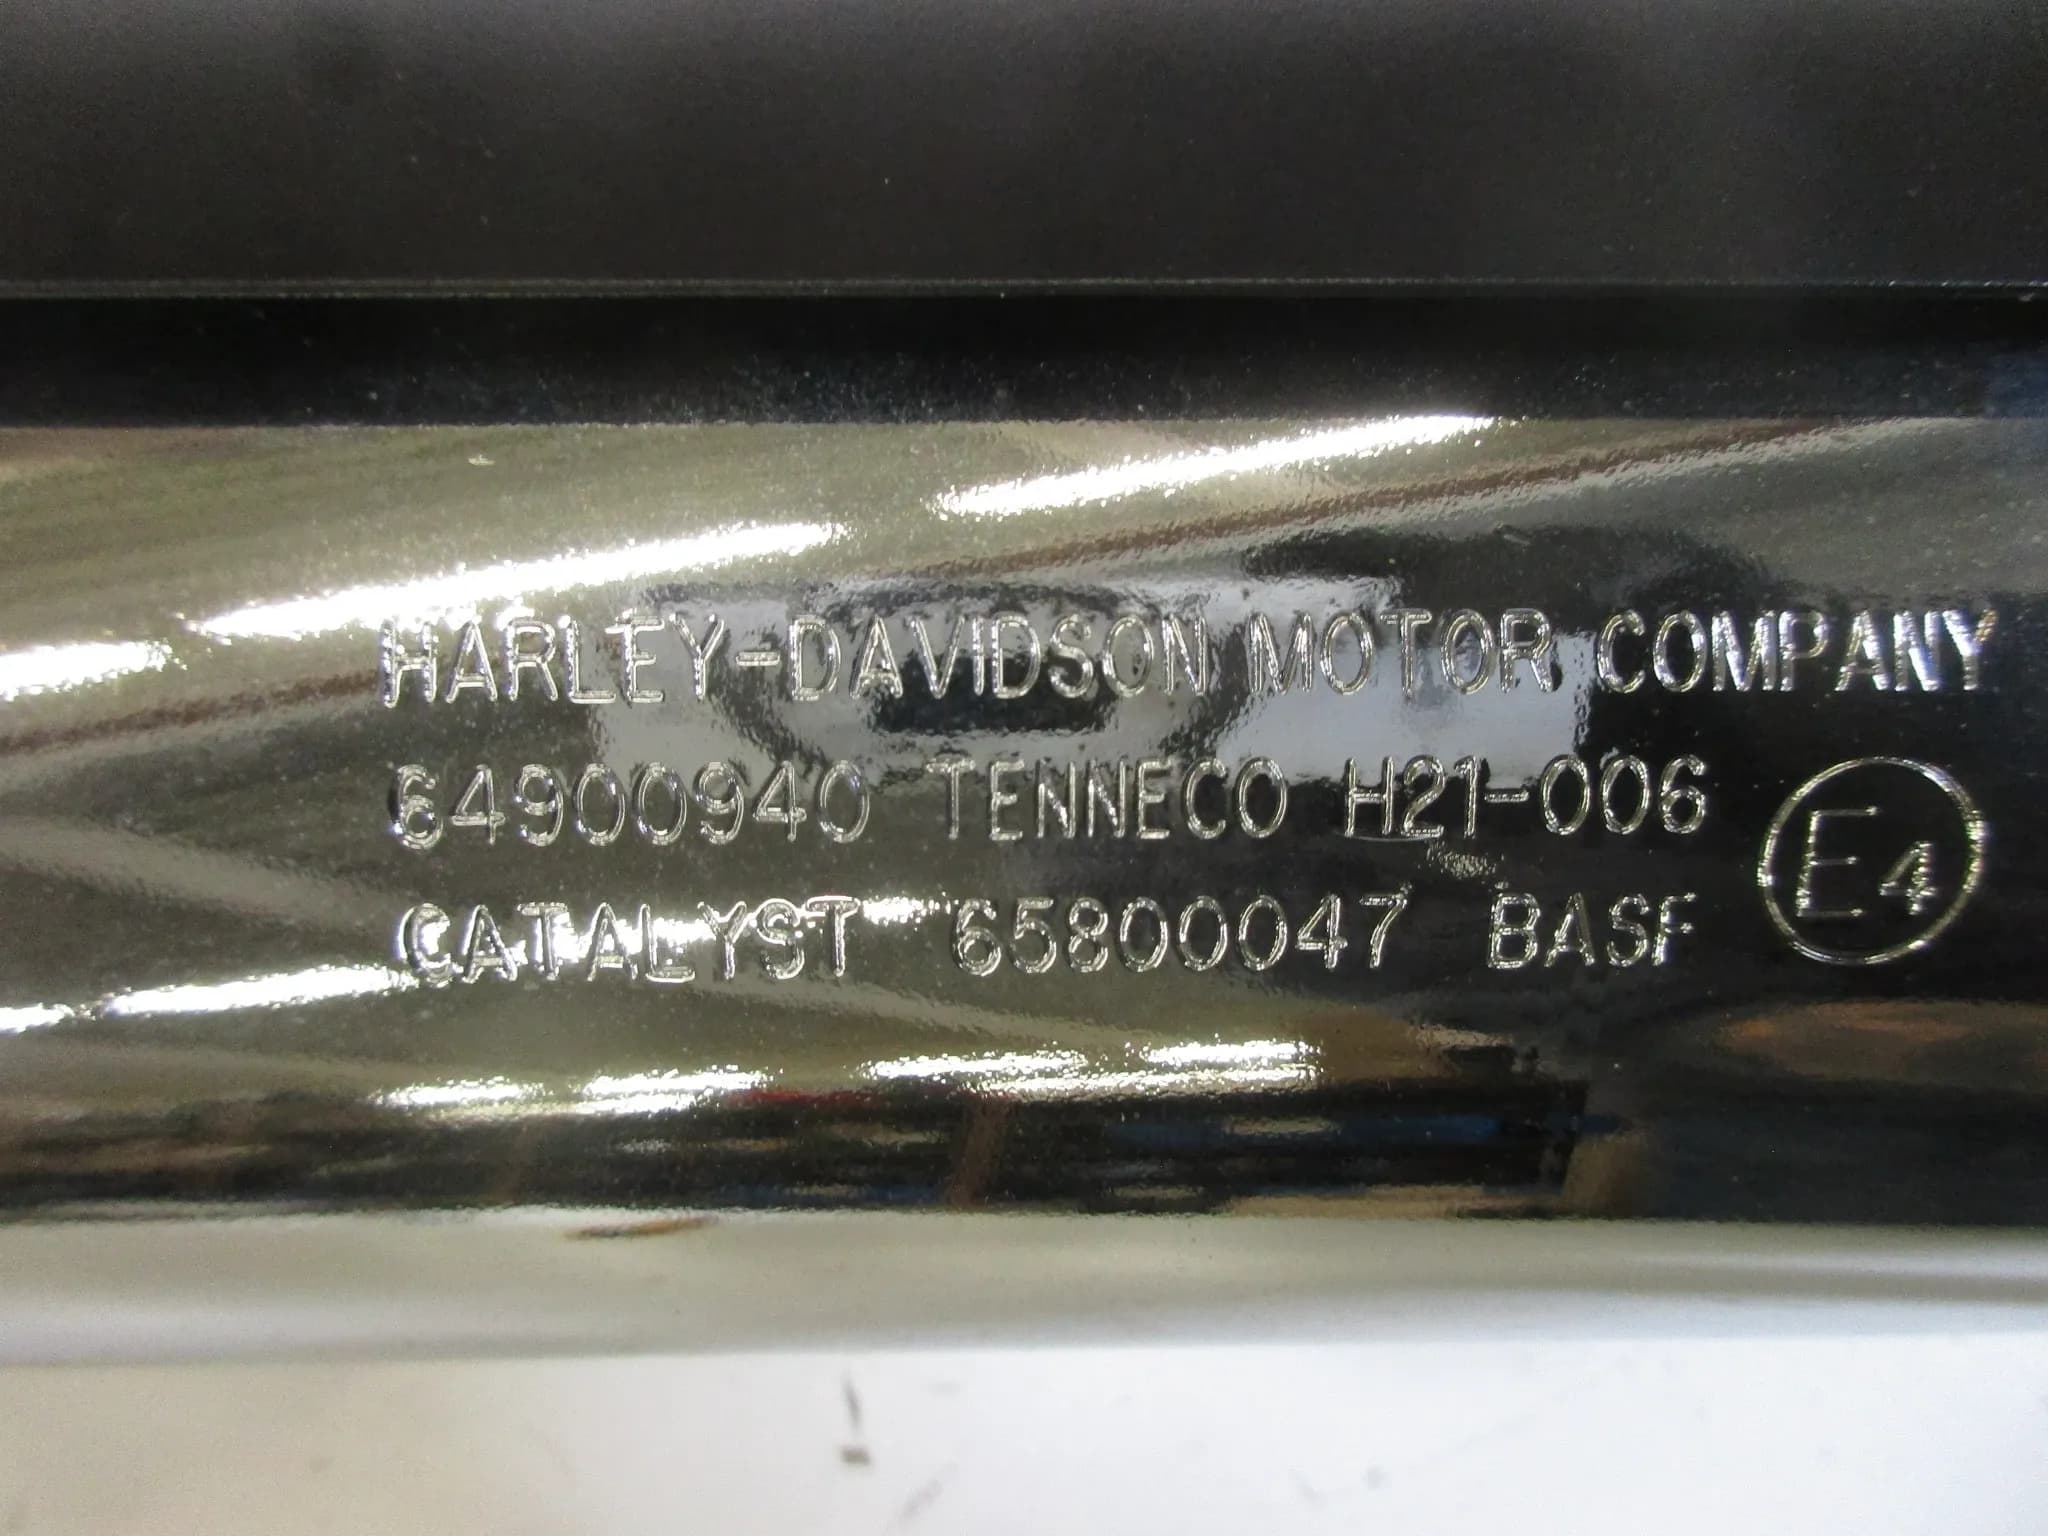 HARLEY-DAVIDSON MOTOR COMPANY
64900940 TENNECO H21-006
CATALYST 65800047 BASF
E4